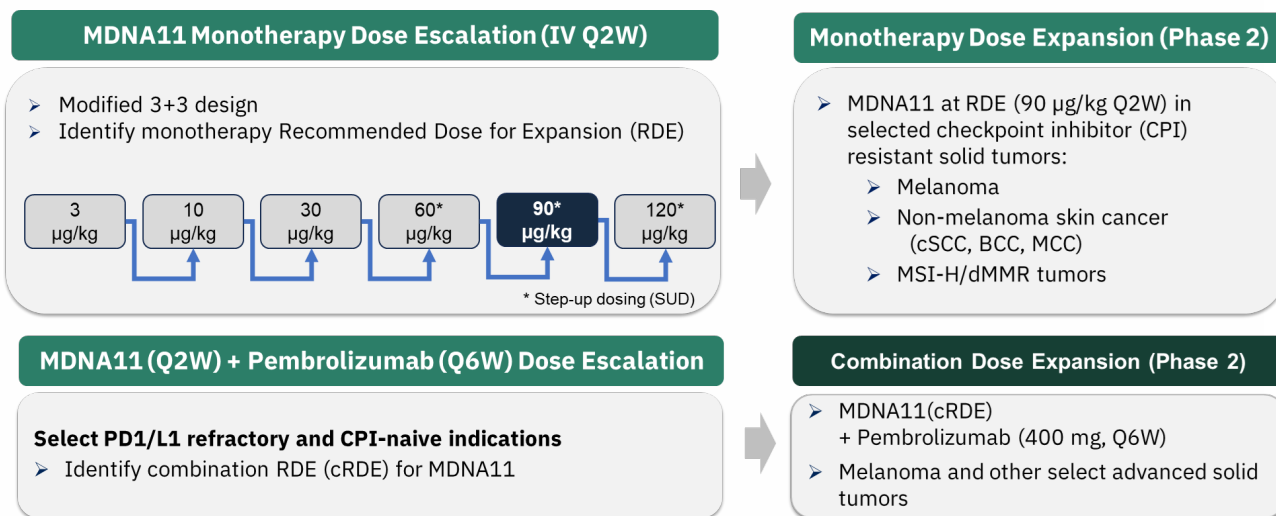 MDNA11 Monotherapy Dose Escalation (IV Q2W)
➢ Modified 3+3 design
➢ Identify monotherapy Recommended Dose for Expansion (RDE)
3 µg/kg
10 µg/kg
30 µg/kg
60* µg/kg
90* µg/kg
120* µg/kg
* Step-up dosing (SUD)
Monotherapy Dose Expansion (Phase 2)
➢ MDNA11 at RDE (90 µg/kg Q2W) in
selected checkpoint inhibitor (CPI)
resistant solid tumors:
➢ Melanoma
➢ Non-melanoma skin cancer
(cSCC, BCC, MCC)
➢ MSI-H/dMMR tumors
MDNA11 (Q2W) + Pembrolizumab (Q6W) Dose Escalation
Select PD1/L1 refractory and CPI-naive indications
➢ Identify combination RDE (cRDE) for MDNA11
Combination Dose Expansion (Phase 2)
➢ MDNA11(cRDE)
+ Pembrolizumab (400 mg, Q6W)
➢ Melanoma and other select advanced solid
tumors